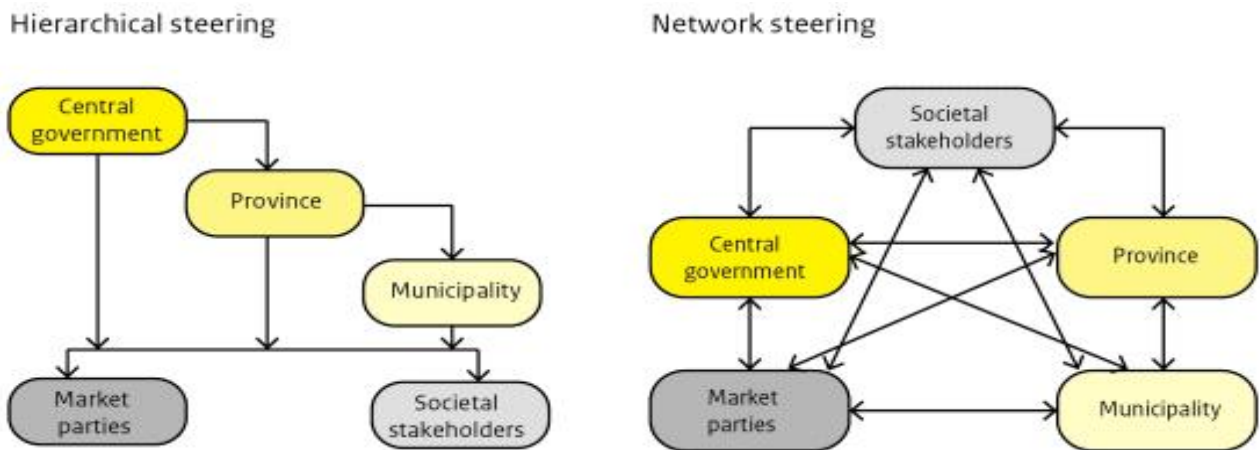 Hierarchical steering
Central
government
Province
Municipality
Market
parties
Societal
stakeholders
Network steering
Societal
stakeholders
Central
government
Province
Market
parties
Municipality